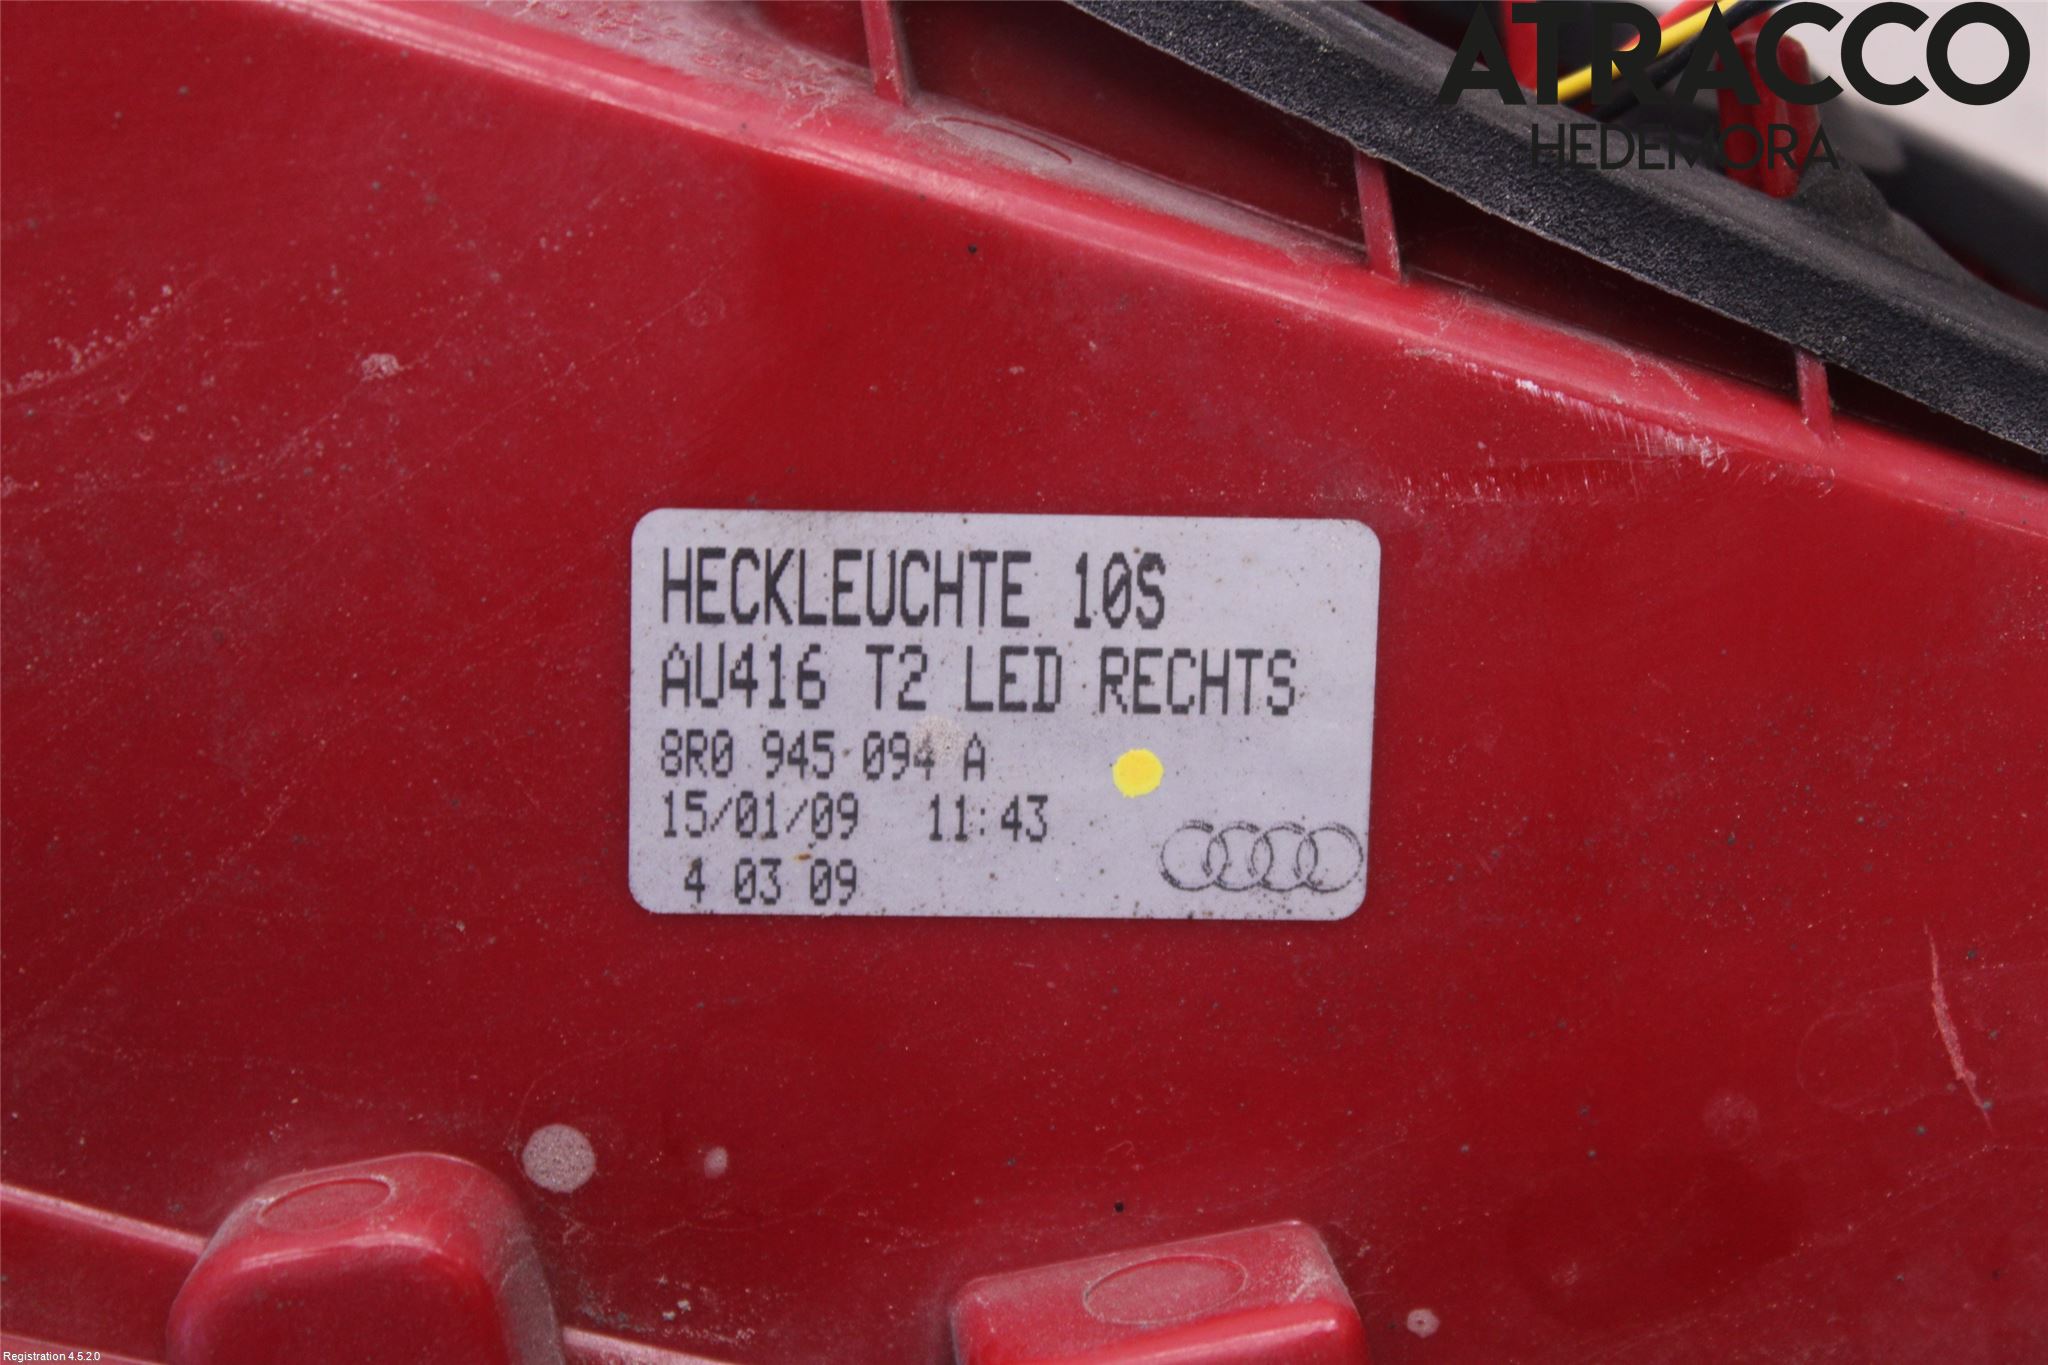 ATRACCO
HEDEMORA
HECKLEUCHTE 10S
AU416 T2 LED RECHTS
8R0 945 094 A
15/01/09 11:43
4 03 09
Registration 4.5.2.0